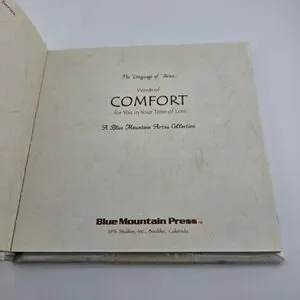 The "Language of" Series...
Words of
COMFORT
for You in Your Time of Loss
A Blue Mountain Arts® Collection
Blue Mountain Press™
SPS Studios, Inc., Boulder, Colorado